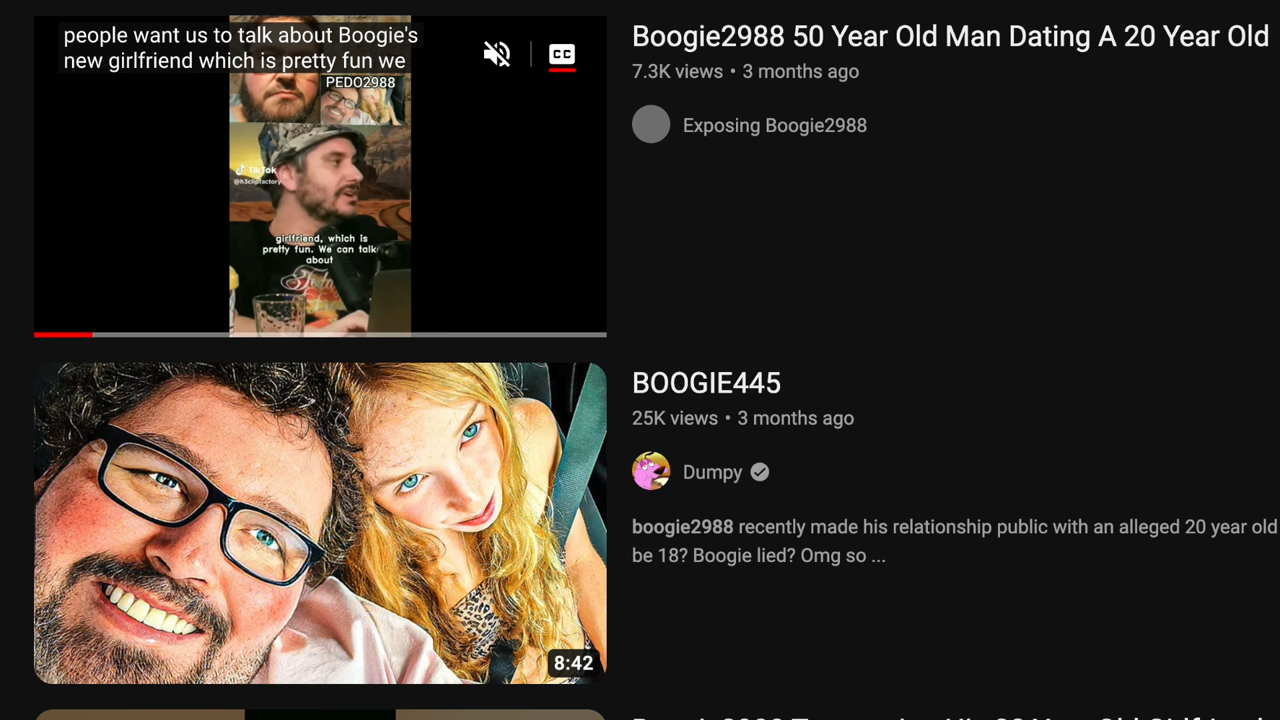 people want us to talk about Boogie's
new girlfriend which is pretty fun we
CC
PEDO2988
TikTok
@h3clipfactory
girlfriend, which is
pretty fun. We can talk
about
Boogie2988 50 Year Old Man Dating A 20 Year Old
7.3K views • 3 months ago
Exposing Boogie2988
8:42
BOOGIE445
25K views • 3 months ago
Dumpy
boogie2988 recently made his relationship public with an alleged 20 year old
be 18? Boogie lied? Omg so ...